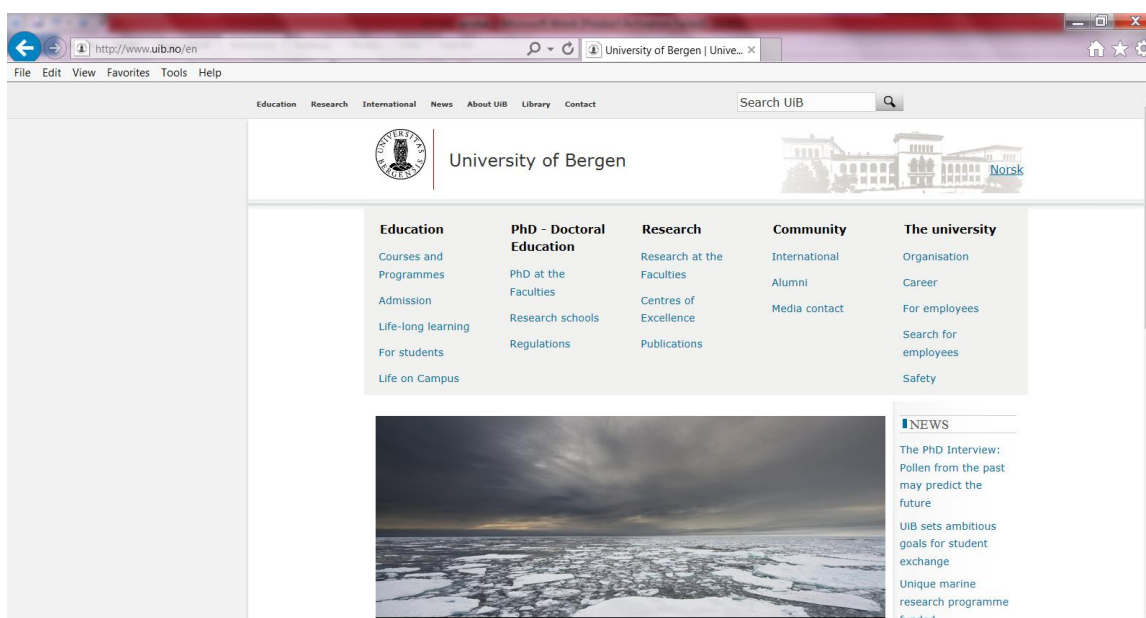 http://www.uib.no/en
University of Bergen | Unive...
File Edit View Favorites Tools Help
Education Research International News About UiB Library Contact
Search UiB
UNIVERSITAS BERGENSIS
University of Bergen
Norsk
Education
Courses and
Programmes
Admission
Life-long learning
For students
Life on Campus
PhD - Doctoral
Education
PhD at the
Faculties
Research schools
Regulations
Research
Research at the
Faculties
Centres of
Excellence
Publications
Community
International
Alumni
Media contact
The university
Organisation
Career
For employees
Search for
employees
Safety
NEWS
The PhD Interview:
Pollen from the past
may predict the
future
UiB sets ambitious
goals for student
exchange
Unique marine
research programme